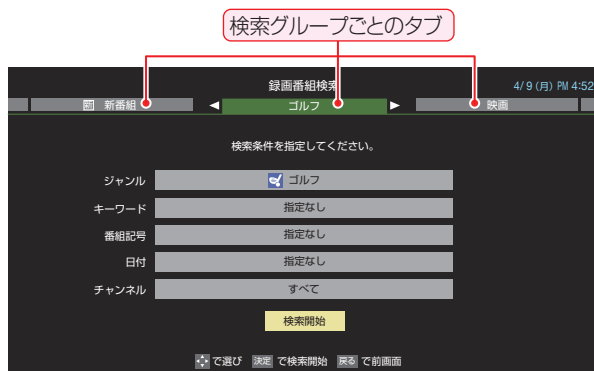 検索グループごとのタブ
録画番組検索
4/ 9 (月) PM 4:52
新 新番組
ゴルフ
映画
検索条件を指定してください。
ジャンル ゴルフ
キーワード 指定なし
番組記号 指定なし
日付 指定なし
チャンネル すべて
検索開始
で選び 決定 で検索開始 戻る で前画面